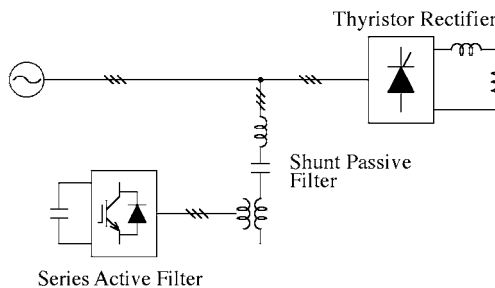 Thyristor Rectifier
Shunt Passive
Filter
Series Active Filter